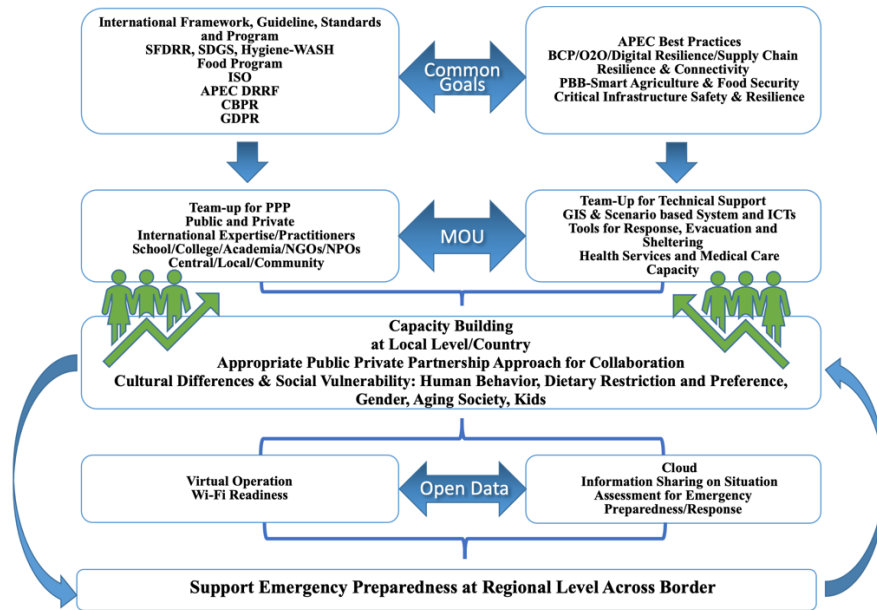 International Framework, Guideline, Standards
and Program
SFDRR, SDGS, Hygiene-WASH
Food Program
ISO
APEC DRRF
CBPR
GDPR
Common
Goals
APEC Best Practices
BCP/O2O/Digital Resilience/Supply Chain
Resilience & Connectivity
PBB-Smart Agriculture & Food Security
Critical Infrastructure Safety & Resilience
Team-up for PPP
Public and Private
International Expertise/Practitioners
School/College/Academia/NGOs/NPOs
Central/Local/Community
MOU
Team-Up for Technical Support
GIS & Scenario based System and ICTs
Tools for Response, Evacuation and
Sheltering
Health Services and Medical Care
Capacity
Capacity Building
at Local Level/Country
Appropriate Public Private Partnership Approach for Collaboration
Cultural Differences & Social Vulnerability: Human Behavior, Dietary Restriction and Preference,
Gender, Aging Society, Kids
Virtual Operation
Wi-Fi Readiness
Open Data
Cloud
Information Sharing on Situation
Assessment for Emergency
Preparedness/Response
Support Emergency Preparedness at Regional Level Across Border